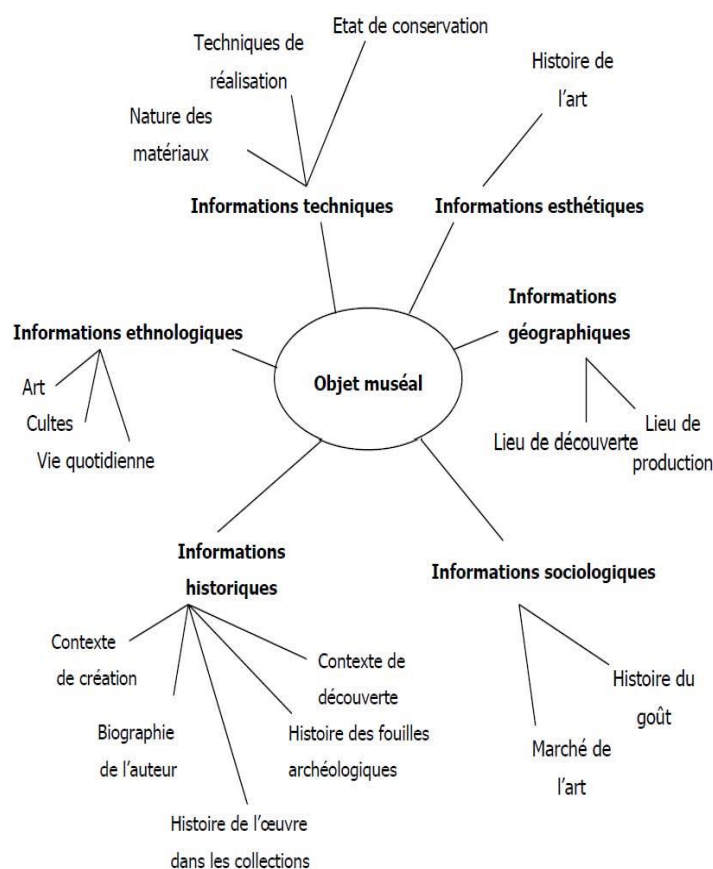 Etat de conservation
Techniques de
réalisation
Histoire de
l'art
Nature des
matériaux
Informations techniques
Informations esthétiques
Informations
géographiques
Informations ethnologiques
Objet muséal
Art
Cultes
Vie quotidienne
Lieu de découverte
Lieu de
production
Informations
historiques
Informations sociologiques
Contexte
de création
Contexte de
découverte
Biographie
de l'auteur
Histoire des fouilles
archéologiques
Histoire de l'œuvre
dans les collections
Histoire du
goût
Marché de
l'art